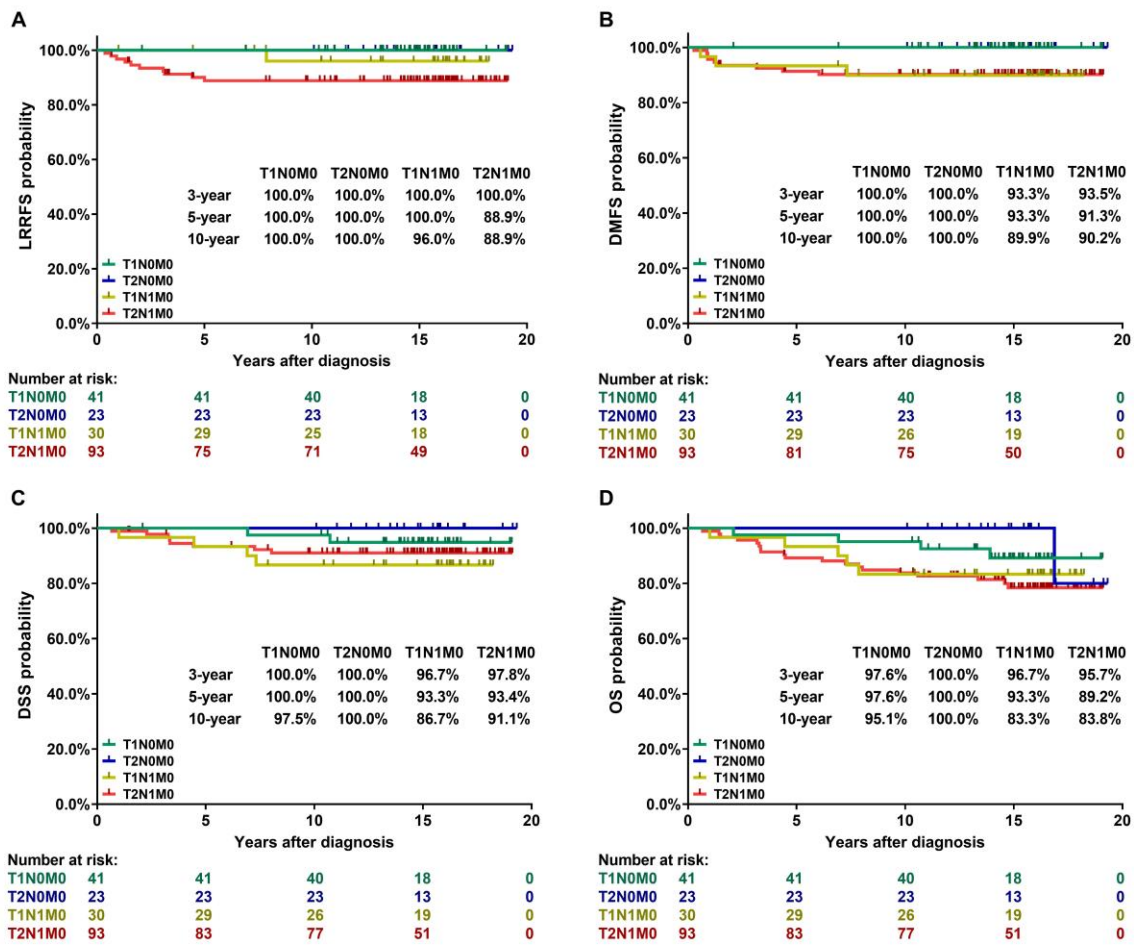 A
LRRFS probability
100.0%
80.0%
60.0%
40.0%
20.0%
0.0%
T1N0M0 T2N0M0 T1N1M0 T2N1M0
3-year 100.0% 100.0% 100.0% 100.0%
5-year 100.0% 100.0% 100.0% 88.9%
10-year 100.0% 100.0% 96.0% 88.9%
T1N0M0
T2N0M0
T1N1M0
T2N1M0
0 5 10 15 20
Years after diagnosis
Number at risk:
T1N0M0 41 41 40 18 0
T2N0M0 23 23 23 13 0
T1N1M0 30 29 25 18 0
T2N1M0 93 75 71 49 0
B
DMFS probability
100.0%
80.0%
60.0%
40.0%
20.0%
0.0%
T1N0M0 T2N0M0 T1N1M0 T2N1M0
3-year 100.0% 100.0% 93.3% 93.5%
5-year 100.0% 100.0% 93.3% 91.3%
10-year 100.0% 100.0% 89.9% 90.2%
T1N0M0
T2N0M0
T1N1M0
T2N1M0
0 5 10 15 20
Years after diagnosis
Number at risk:
T1N0M0 41 41 40 18 0
T2N0M0 23 23 23 13 0
T1N1M0 30 29 26 19 0
T2N1M0 93 81 75 50 0
C
DSS probability
100.0%
80.0%
60.0%
40.0%
20.0%
0.0%
T1N0M0 T2N0M0 T1N1M0 T2N1M0
3-year 100.0% 100.0% 96.7% 97.8%
5-year 100.0% 100.0% 93.3% 93.4%
10-year 97.5% 100.0% 86.7% 91.1%
T1N0M0
T2N0M0
T1N1M0
T2N1M0
0 5 10 15 20
Years after diagnosis
Number at risk:
T1N0M0 41 41 40 18 0
T2N0M0 23 23 23 13 0
T1N1M0 30 29 26 19 0
T2N1M0 93 83 77 51 0
D
OS probability
100.0%
80.0%
60.0%
40.0%
20.0%
0.0%
T1N0M0 T2N0M0 T1N1M0 T2N1M0
3-year 97.6% 100.0% 96.7% 95.7%
5-year 97.6% 100.0% 93.3% 89.2%
10-year 95.1% 100.0% 83.3% 83.8%
T1N0M0
T2N0M0
T1N1M0
T2N1M0
0 5 10 15 20
Years after diagnosis
Number at risk:
T1N0M0 41 41 40 18 0
T2N0M0 23 23 23 13 0
T1N1M0 30 29 26 19 0
T2N1M0 93 83 77 51 0